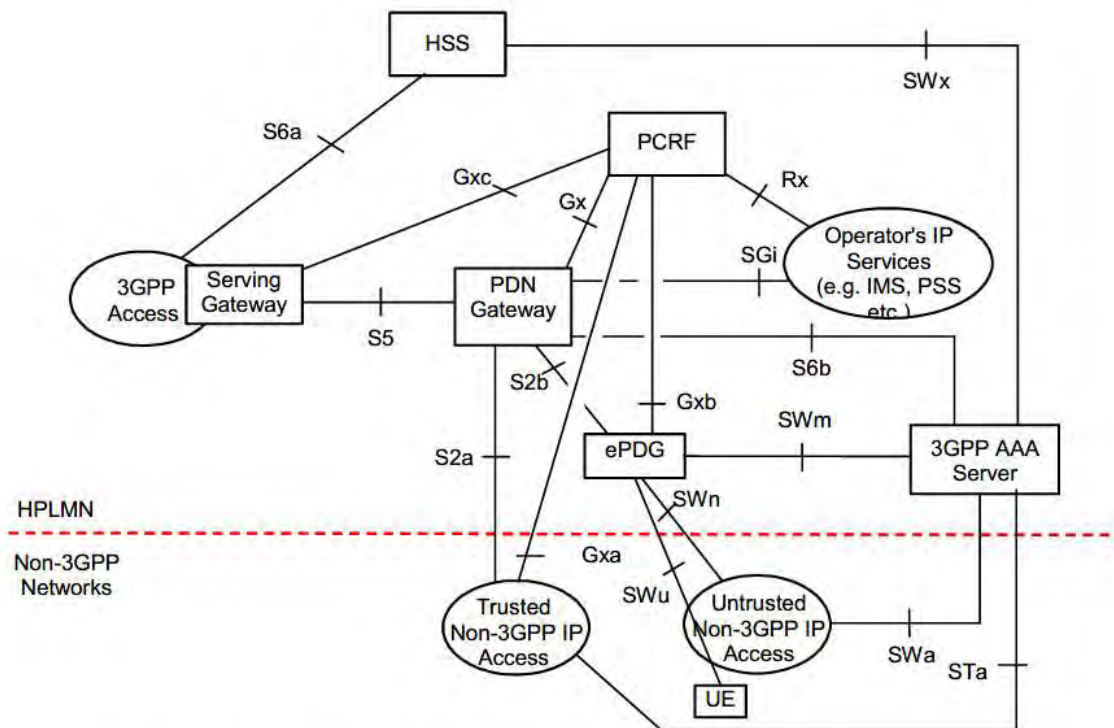 HSS
SWx
S6a
PCRF
Gxc
Gx
Rx
Operator's IP
Services
(e.g. IMS, PSS
etc.)
SGi
3GPP
Access
Serving
Gateway
PDN
Gateway
S5
S6b
S2b
Gxb
SWm
ePDG
3GPP AAA
Server
S2a
SWn
HPLMN
Non-3GPP
Networks
Gxa
SWu
Trusted
Non-3GPP IP
Access
Untrusted
Non-3GPP IP
Access
SWa
STa
UE